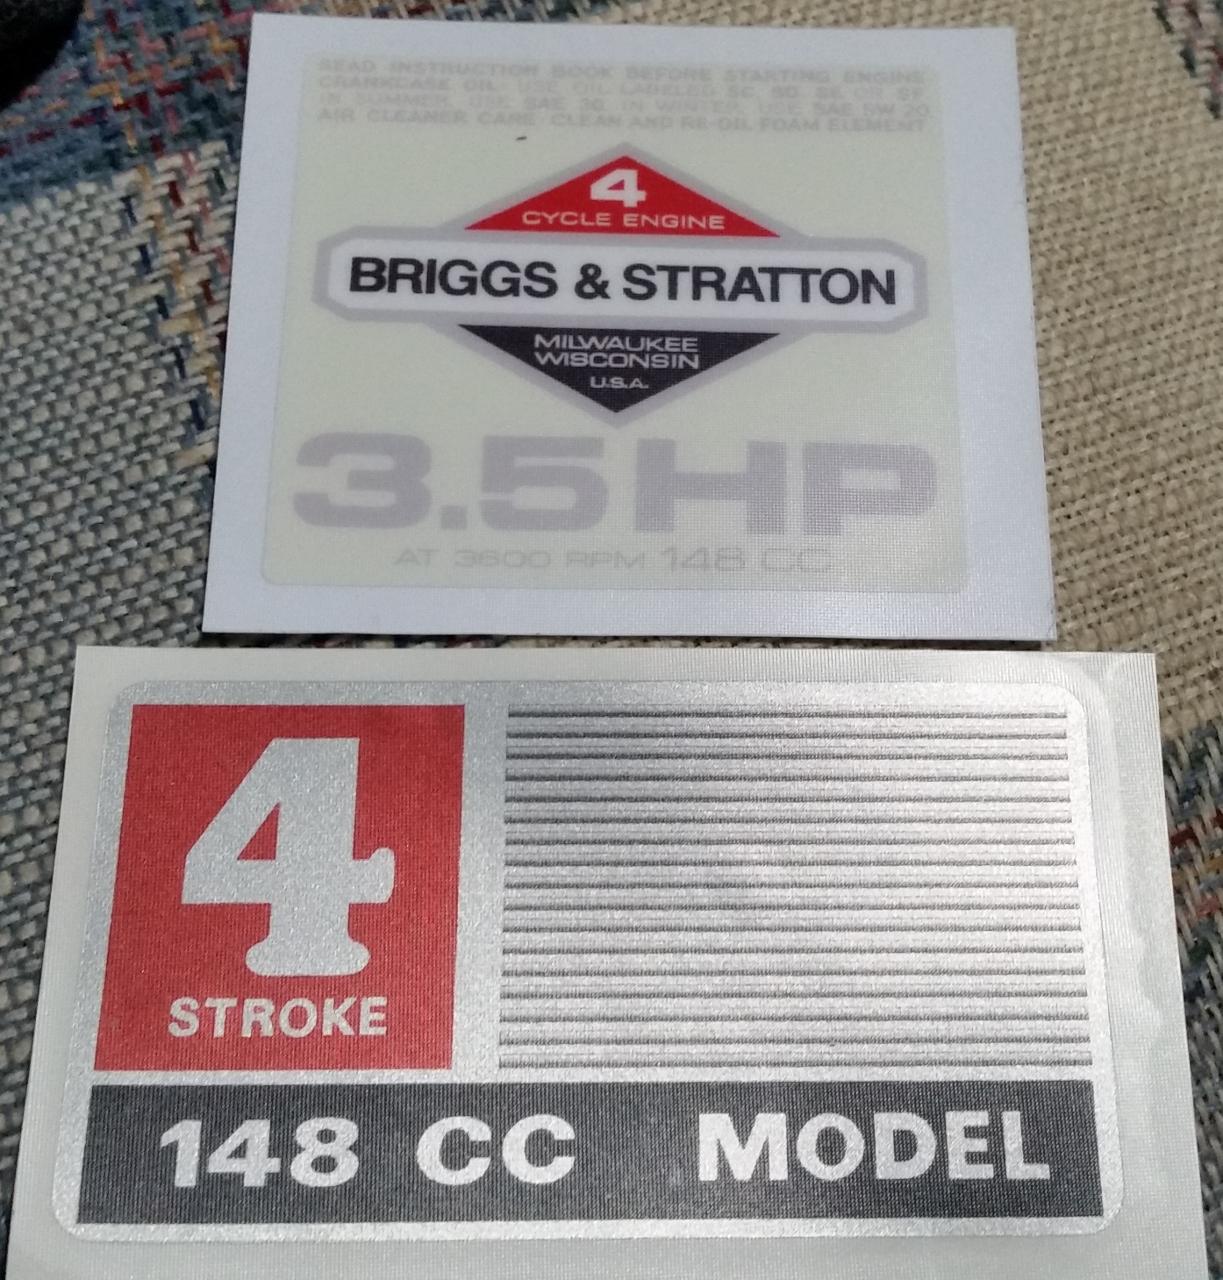 READ INSTRUCTION BOOK BEFORE STARTING ENGINE
CRANKCASE OIL: USE OIL LABELED SC, SD, SE, OR SF.
IN SUMMER, USE SAE 30. IN WINTER, USE SAE 5W-20
AIR CLEANER CARE CLEAN AND RE-OIL FOAM ELEMENT
4
CYCLE ENGINE
BRIGGS & STRATTON
MILWAUKEE
WISCONSIN
U.S.A.
3.5 HP
AT 3600 RPM 148 CC
4
STROKE
148 CC MODEL